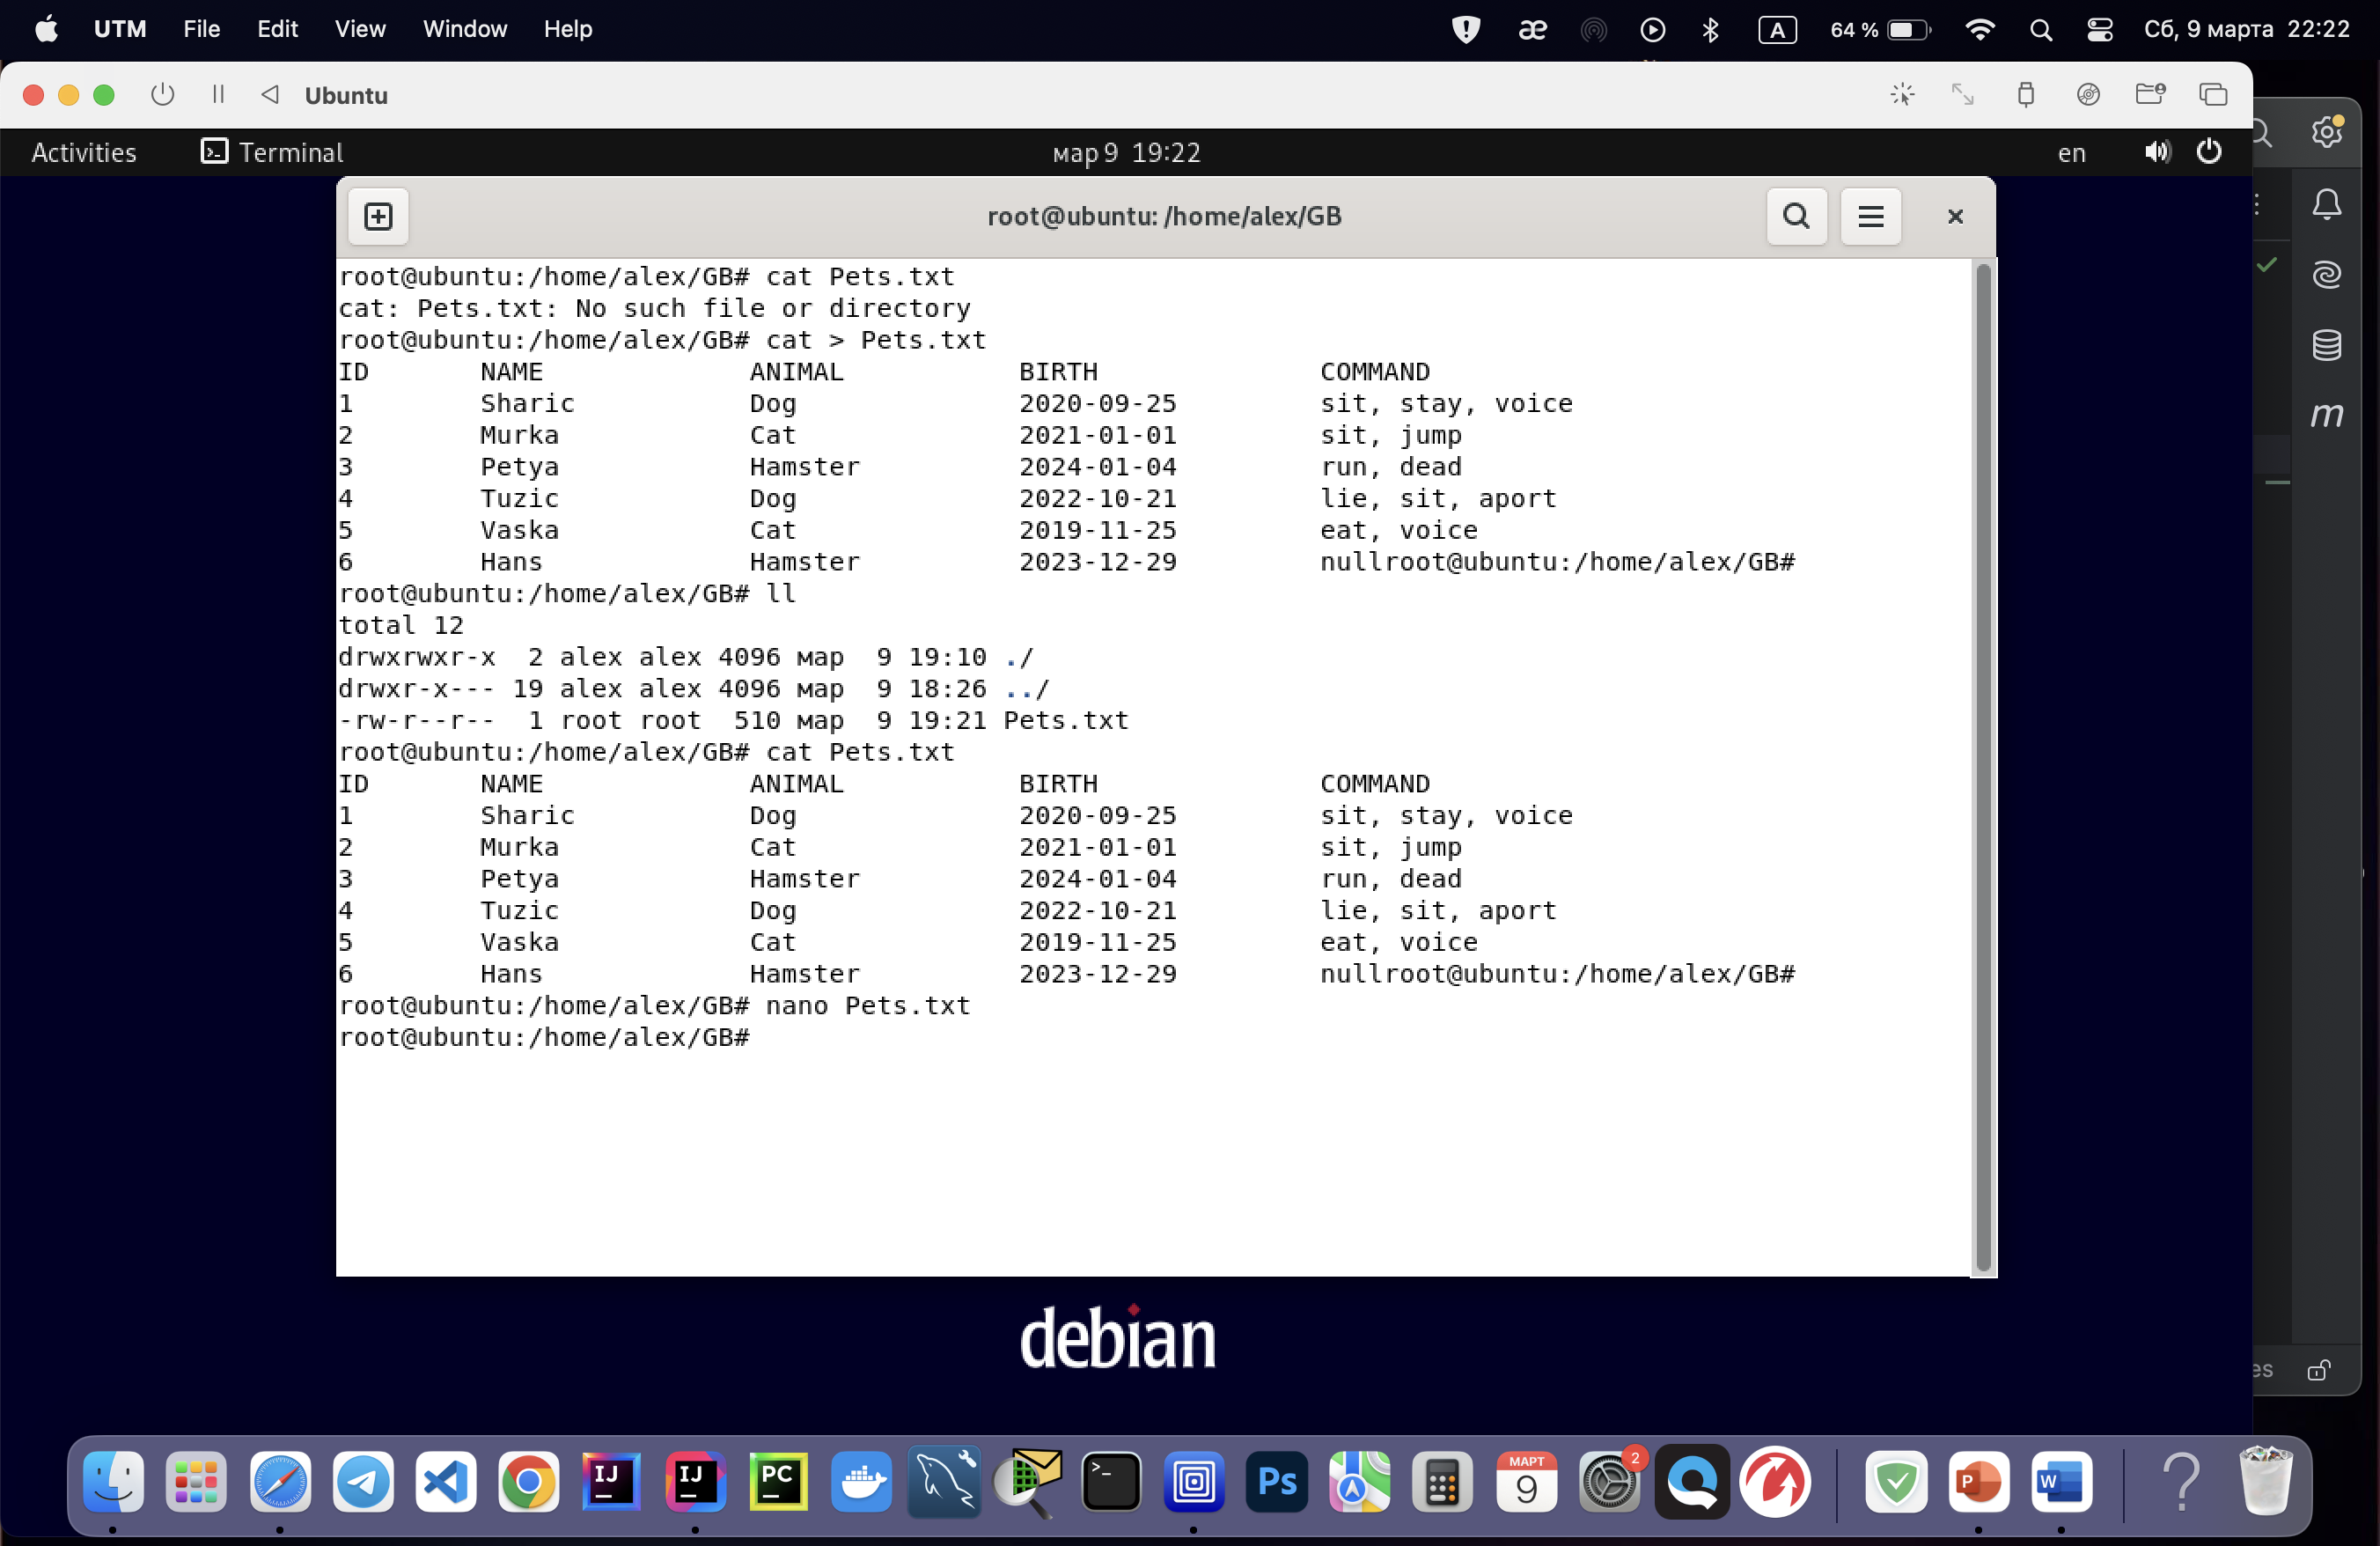 UTM File Edit View Window Help æ A 64 % Сб, 9 марта 22:22
Ubuntu
Activities Terminal мар 9 19:22 en
root@ubuntu: /home/alex/GB
root@ubuntu:/home/alex/GB# cat Pets.txt
cat: Pets.txt: No such file or directory
root@ubuntu:/home/alex/GB# cat > Pets.txt
ID NAME ANIMAL BIRTH COMMAND
1 Sharic Dog 2020-09-25 sit, stay, voice
2 Murka Cat 2021-01-01 sit, jump
3 Petya Hamster 2024-01-04 run, dead
4 Tuzic Dog 2022-10-21 lie, sit, aport
5 Vaska Cat 2019-11-25 eat, voice
6 Hans Hamster 2023-12-29 nullroot@ubuntu:/home/alex/GB#
root@ubuntu:/home/alex/GB# ll
total 12
drwxrwxr-x 2 alex alex 4096 мар 9 19:10 ./
drwxr-x--- 19 alex alex 4096 мар 9 18:26 ../
-rw-r--r-- 1 root root 510 мар 9 19:21 Pets.txt
root@ubuntu:/home/alex/GB# cat Pets.txt
ID NAME ANIMAL BIRTH COMMAND
1 Sharic Dog 2020-09-25 sit, stay, voice
2 Murka Cat 2021-01-01 sit, jump
3 Petya Hamster 2024-01-04 run, dead
4 Tuzic Dog 2022-10-21 lie, sit, aport
5 Vaska Cat 2019-11-25 eat, voice
6 Hans Hamster 2023-12-29 nullroot@ubuntu:/home/alex/GB#
root@ubuntu:/home/alex/GB# nano Pets.txt
root@ubuntu:/home/alex/GB#
m
debian
IJ IJ PC >_ Ps МАРТ 9 2 P W ?